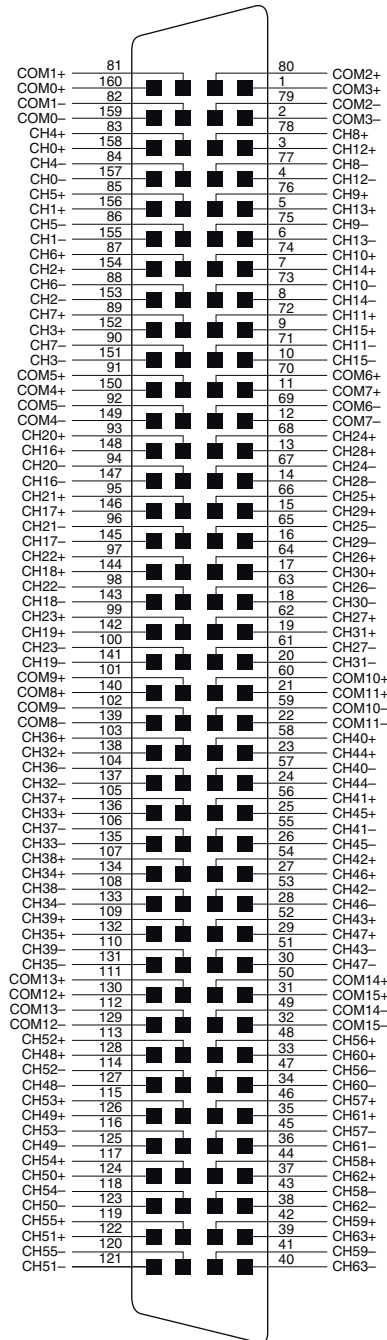 COM1+ 81 80 COM2+
COM0+ 160 1 COM3+
COM1– 82 79 COM2–
COM0– 159 2 COM3–
CH4+ 83 78 CH8+
CH0+ 158 3 CH12+
CH4– 84 77 CH8–
CH0– 157 4 CH12–
CH5+ 85 76 CH9+
CH1+ 156 5 CH13+
CH5– 86 75 CH9–
CH1– 155 6 CH13–
CH6+ 87 74 CH10+
CH2+ 154 7 CH14+
CH6– 88 73 CH10–
CH2– 153 8 CH14–
CH7+ 89 72 CH11+
CH3+ 152 9 CH15+
CH7– 90 71 CH11–
CH3– 151 10 CH15–
COM5+ 91 70 COM6+
COM4+ 150 11 COM7+
COM5– 92 69 COM6–
COM4– 149 12 COM7–
CH20+ 93 68 CH24+
CH16+ 148 13 CH28+
CH20– 94 67 CH24–
CH16– 147 14 CH28–
CH21+ 95 66 CH25+
CH17+ 146 15 CH29+
CH21– 96 65 CH25–
CH17– 145 16 CH29–
CH22+ 97 64 CH26+
CH18+ 144 17 CH30+
CH22– 98 63 CH26–
CH18– 143 18 CH30–
CH23+ 99 62 CH27+
CH19+ 142 19 CH31+
CH23– 100 61 CH27–
CH19– 141 20 CH31–
COM9+ 101 60 COM10+
COM8+ 140 21 COM11+
COM9– 102 59 COM10–
COM8– 139 22 COM11–
CH36+ 103 58 CH40+
CH32+ 138 23 CH44+
CH36– 104 57 CH40–
CH32– 137 24 CH44–
CH37+ 105 56 CH41+
CH33+ 136 25 CH45+
CH37– 106 55 CH41–
CH33– 135 26 CH45–
CH38+ 107 54 CH42+
CH34+ 134 27 CH46+
CH38– 108 53 CH42–
CH34– 133 28 CH46–
CH39+ 109 52 CH43+
CH35+ 132 29 CH47+
CH39– 110 51 CH43–
CH35– 131 30 CH47–
COM13+ 111 50 COM14+
COM12+ 130 31 COM15+
COM13– 112 49 COM14–
COM12– 129 32 COM15–
CH52+ 113 48 CH56+
CH48+ 128 33 CH60+
CH52– 114 47 CH56–
CH48– 127 34 CH60–
CH53+ 115 46 CH57+
CH49+ 126 35 CH61+
CH53– 116 45 CH57–
CH49– 125 36 CH61–
CH54+ 117 44 CH58+
CH50+ 124 37 CH62+
CH54– 118 43 CH58–
CH50– 123 38 CH62–
CH55+ 119 42 CH59+
CH51+ 122 39 CH63+
CH55– 120 41 CH59–
CH51– 121 40 CH63–